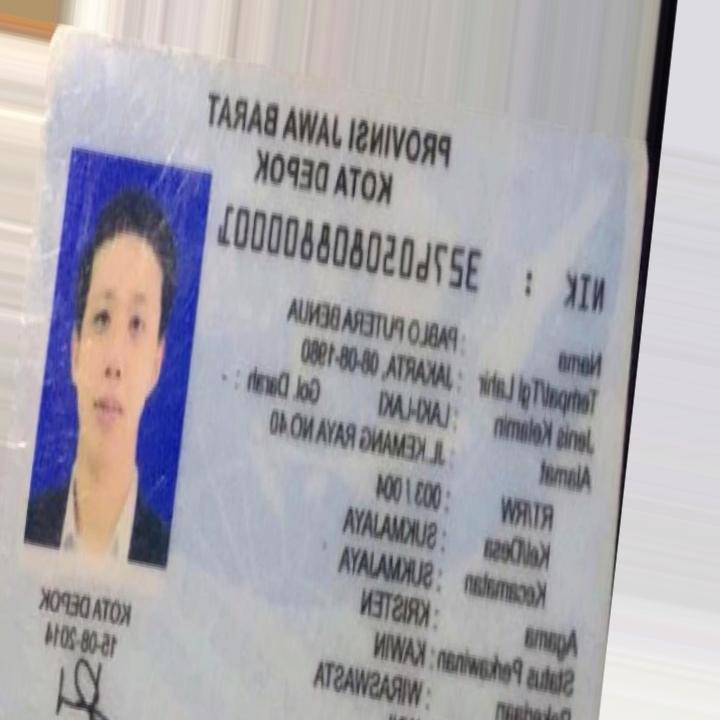 PROVINSI JAWA BARAT
KOTA DEPOK
NIK : 3276050808800001
Nama : PABLO PUTERA BENUA
Tempat/Tgl Lahir : JAKARTA, 08-08-1980
Jenis Kelamin : LAKI-LAKI Gol Darah : -
Alamat : JL KEMANG RAYA NO 40
RT/RW : 003 / 004
Kel/Desa : SUKMAJAYA
Kecamatan : SUKMAJAYA
Agama : KRISTEN
Status Perkawinan: KAWIN
Pekerjaan : WIRASWASTA
KOTA DEPOK
15-08-2014